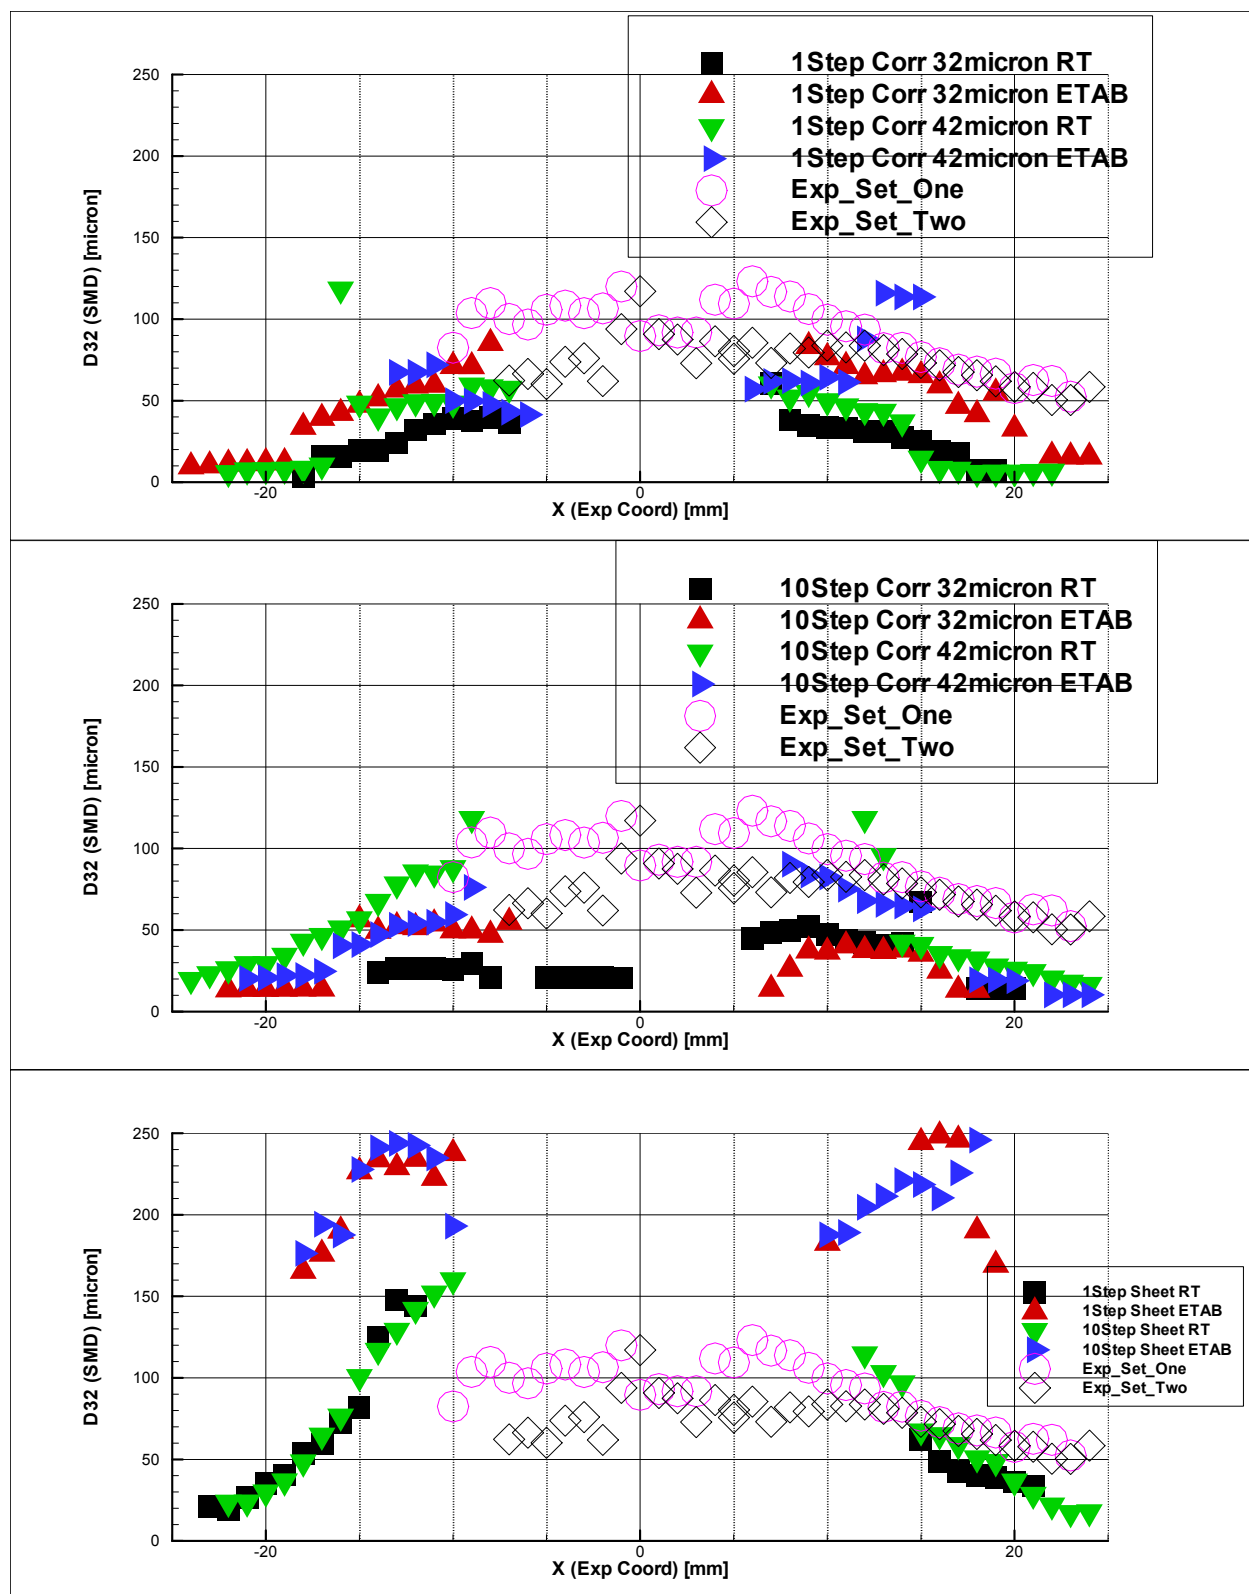 1Step Corr 32micron RT
1Step Corr 32micron ETAB
1Step Corr 42micron RT
1Step Corr 42micron ETAB
Exp_Set_One
Exp_Set_Two
250
200
150
100
50
0
D32 (SMD) [micron]
-20
0
20
X (Exp Coord) [mm]
10Step Corr 32micron RT
10Step Corr 32micron ETAB
10Step Corr 42micron RT
10Step Corr 42micron ETAB
Exp_Set_One
Exp_Set_Two
250
200
150
100
50
0
D32 (SMD) [micron]
-20
0
20
X (Exp Coord) [mm]
250
200
150
100
50
0
D32 (SMD) [micron]
1Step Sheet RT
1Step Sheet ETAB
10Step Sheet RT
10Step Sheet ETAB
Exp_Set_One
Exp_Set_Two
-20
0
20
X (Exp Coord) [mm]